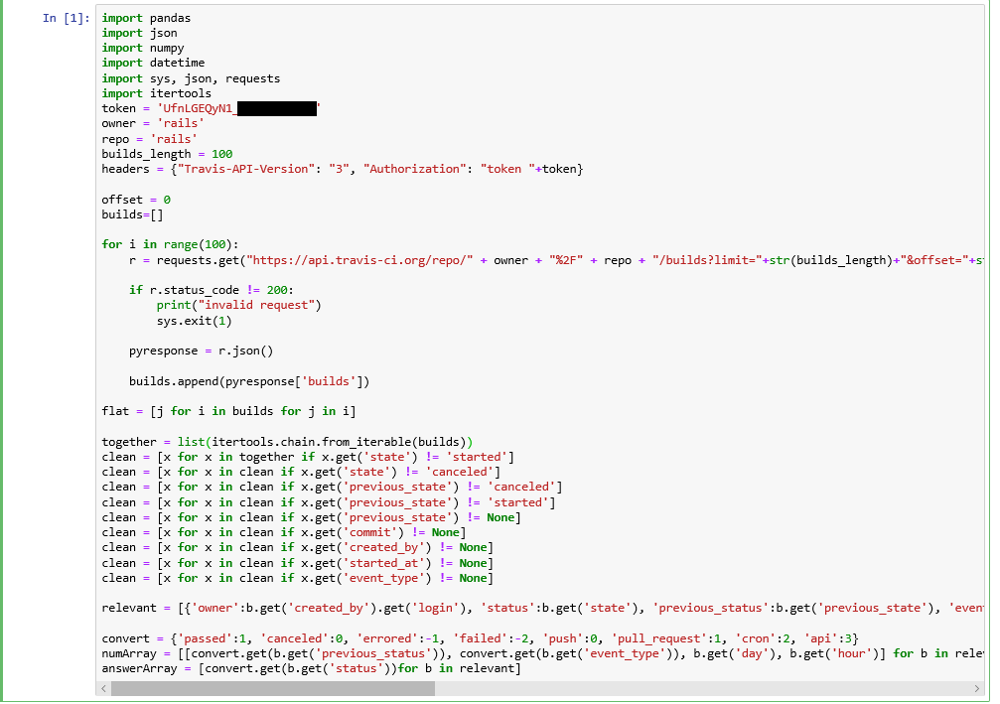 In [1]:
import pandas
import json
import numpy
import datetime
import sys, json, requests
import itertools
token = 'UfnLGEQyN1_'
owner = 'rails'
repo = 'rails'
builds_length = 100
headers = {"Travis-API-Version": "3", "Authorization": "token "+token}
offset = 0
builds=[]
for i in range(100):
    r = requests.get("https://api.travis-ci.org/repo/" + owner + "%2F" + repo + "/builds?limit="+str(builds_length)+"&offset="+st
    if r.status_code != 200:
        print("invalid request")
        sys.exit(1)
    pyresponse = r.json()
    builds.append(pyresponse['builds'])
flat = [j for i in builds for j in i]
together = list(itertools.chain.from_iterable(builds))
clean = [x for x in together if x.get('state') != 'started']
clean = [x for x in clean if x.get('state') != 'canceled']
clean = [x for x in clean if x.get('previous_state') != 'canceled']
clean = [x for x in clean if x.get('previous_state') != 'started']
clean = [x for x in clean if x.get('previous_state') != None]
clean = [x for x in clean if x.get('commit') != None]
clean = [x for x in clean if x.get('created_by') != None]
clean = [x for x in clean if x.get('started_at') != None]
clean = [x for x in clean if x.get('event_type') != None]
relevant = [{'owner':b.get('created_by').get('login'), 'status':b.get('state'), 'previous_status':b.get('previous_state'), 'even
convert = {'passed':1, 'canceled':0, 'errored':-1, 'failed':-2, 'push':0, 'pull_request':1, 'cron':2, 'api':3}
numArray = [[convert.get(b.get('previous_status')), convert.get(b.get('event_type')), b.get('day'), b.get('hour')] for b in relev
answerArray = [convert.get(b.get('status'))for b in relevant]